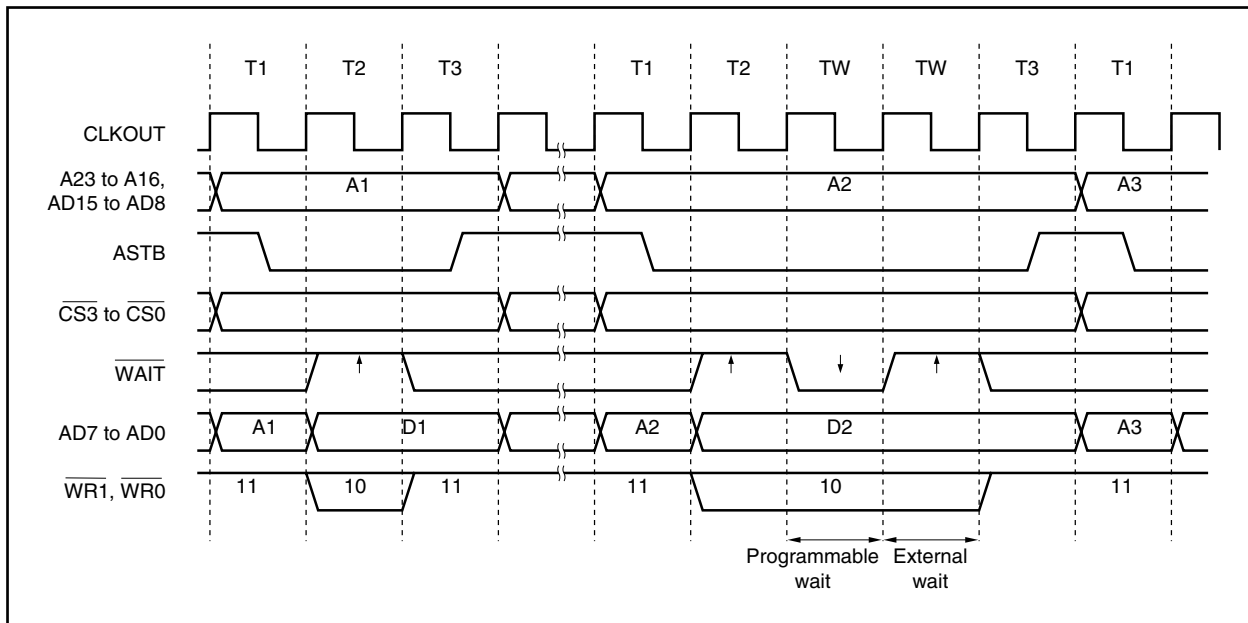 T1 T2 T3 T1 T2 TW TW T3 T1
CLKOUT
A23 to A16,
AD15 to AD8
A1 A2 A3
ASTB
CS3 to CS0
WAIT
AD7 to AD0 A1 D1 A2 D2 A3
WR1, WR0 11 10 11 11 10 11
Programmable
wait
External
wait